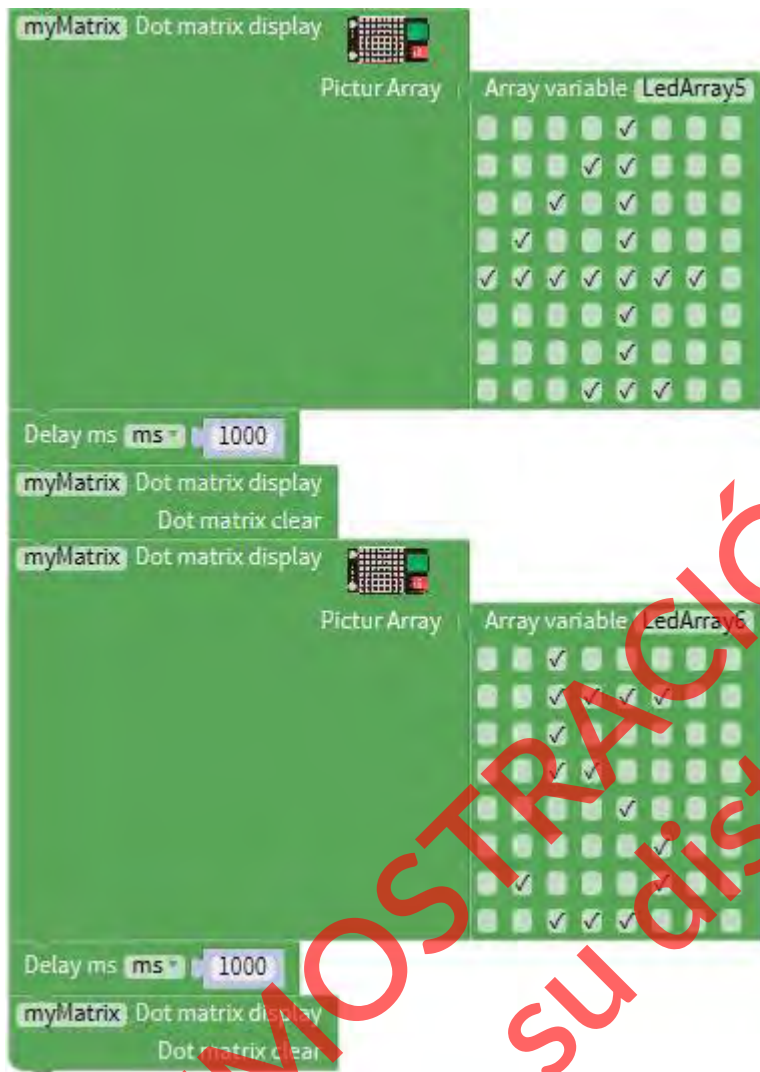 myMatrix Dot matrix display
Pictur Array Array variable LedArray5
Delay ms ms 1000
myMatrix Dot matrix display
Dot matrix clear
myMatrix Dot matrix display
Pictur Array Array variable LedArray6
Delay ms ms 1000
myMatrix Dot matrix display
Dot matrix clear
MOSTRACIÓ
su dist